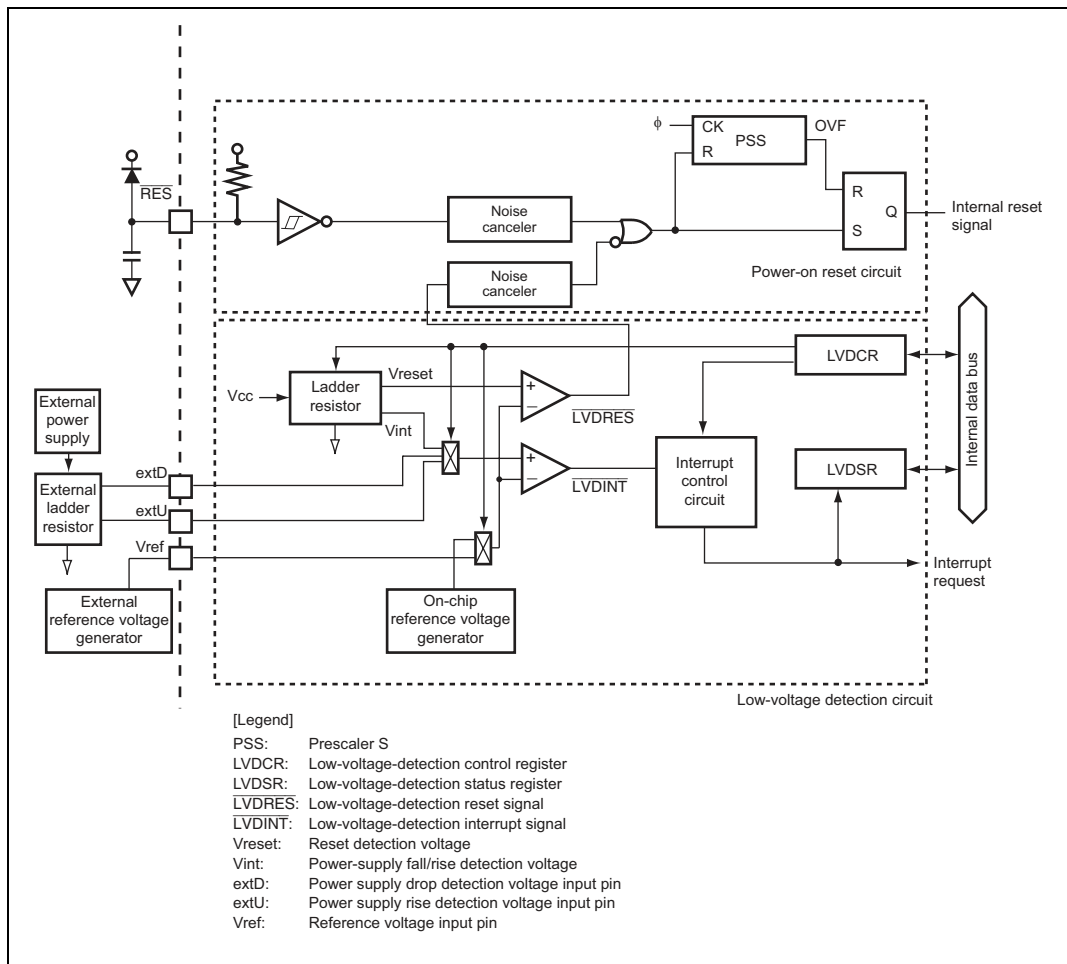 ϕ
CK
PSS
R
OVF
R
Q
S
Internal reset
signal
RES
Noise
canceler
Noise
canceler
Power-on reset circuit
LVDCR
Internal data bus
Vcc
Ladder
resistor
Vreset
Vint
+
−
LVDRES
External
power
supply
+
−
LVDINT
Interrupt
control
circuit
LVDSR
extD
External
ladder
resistor
extU
Vref
Interrupt
request
External
reference voltage
generator
On-chip
reference voltage
generator
Low-voltage detection circuit
[Legend]
PSS: Prescaler S
LVDCR: Low-voltage-detection control register
LVDSR: Low-voltage-detection status register
LVDRES: Low-voltage-detection reset signal
LVDINT: Low-voltage-detection interrupt signal
Vreset: Reset detection voltage
Vint: Power-supply fall/rise detection voltage
extD: Power supply drop detection voltage input pin
extU: Power supply rise detection voltage input pin
Vref: Reference voltage input pin